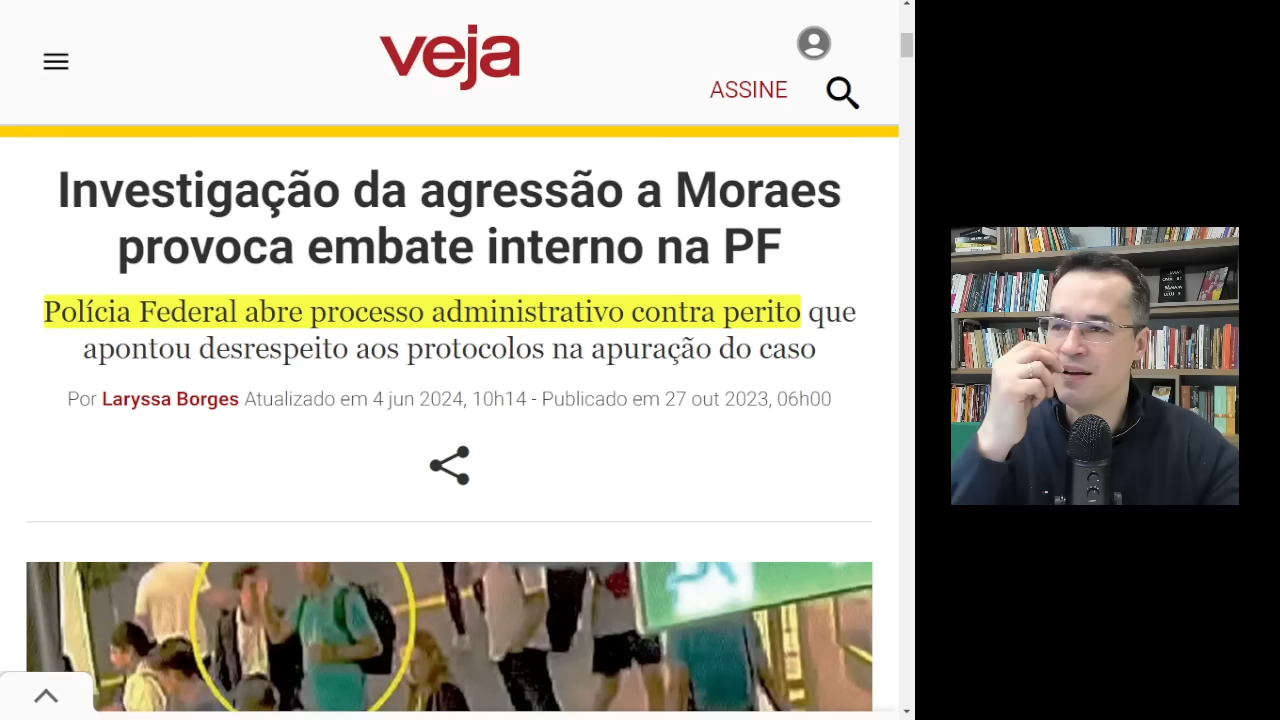 veja
ASSINE
Investigação da agressão a Moraes
provoca embate interno na PF
Polícia Federal abre processo administrativo contra perito que
apontou desrespeito aos protocolos na apuração do caso
Por Laryssa Borges Atualizado em 4 jun 2024, 10h14 - Publicado em 27 out 2023, 06h00